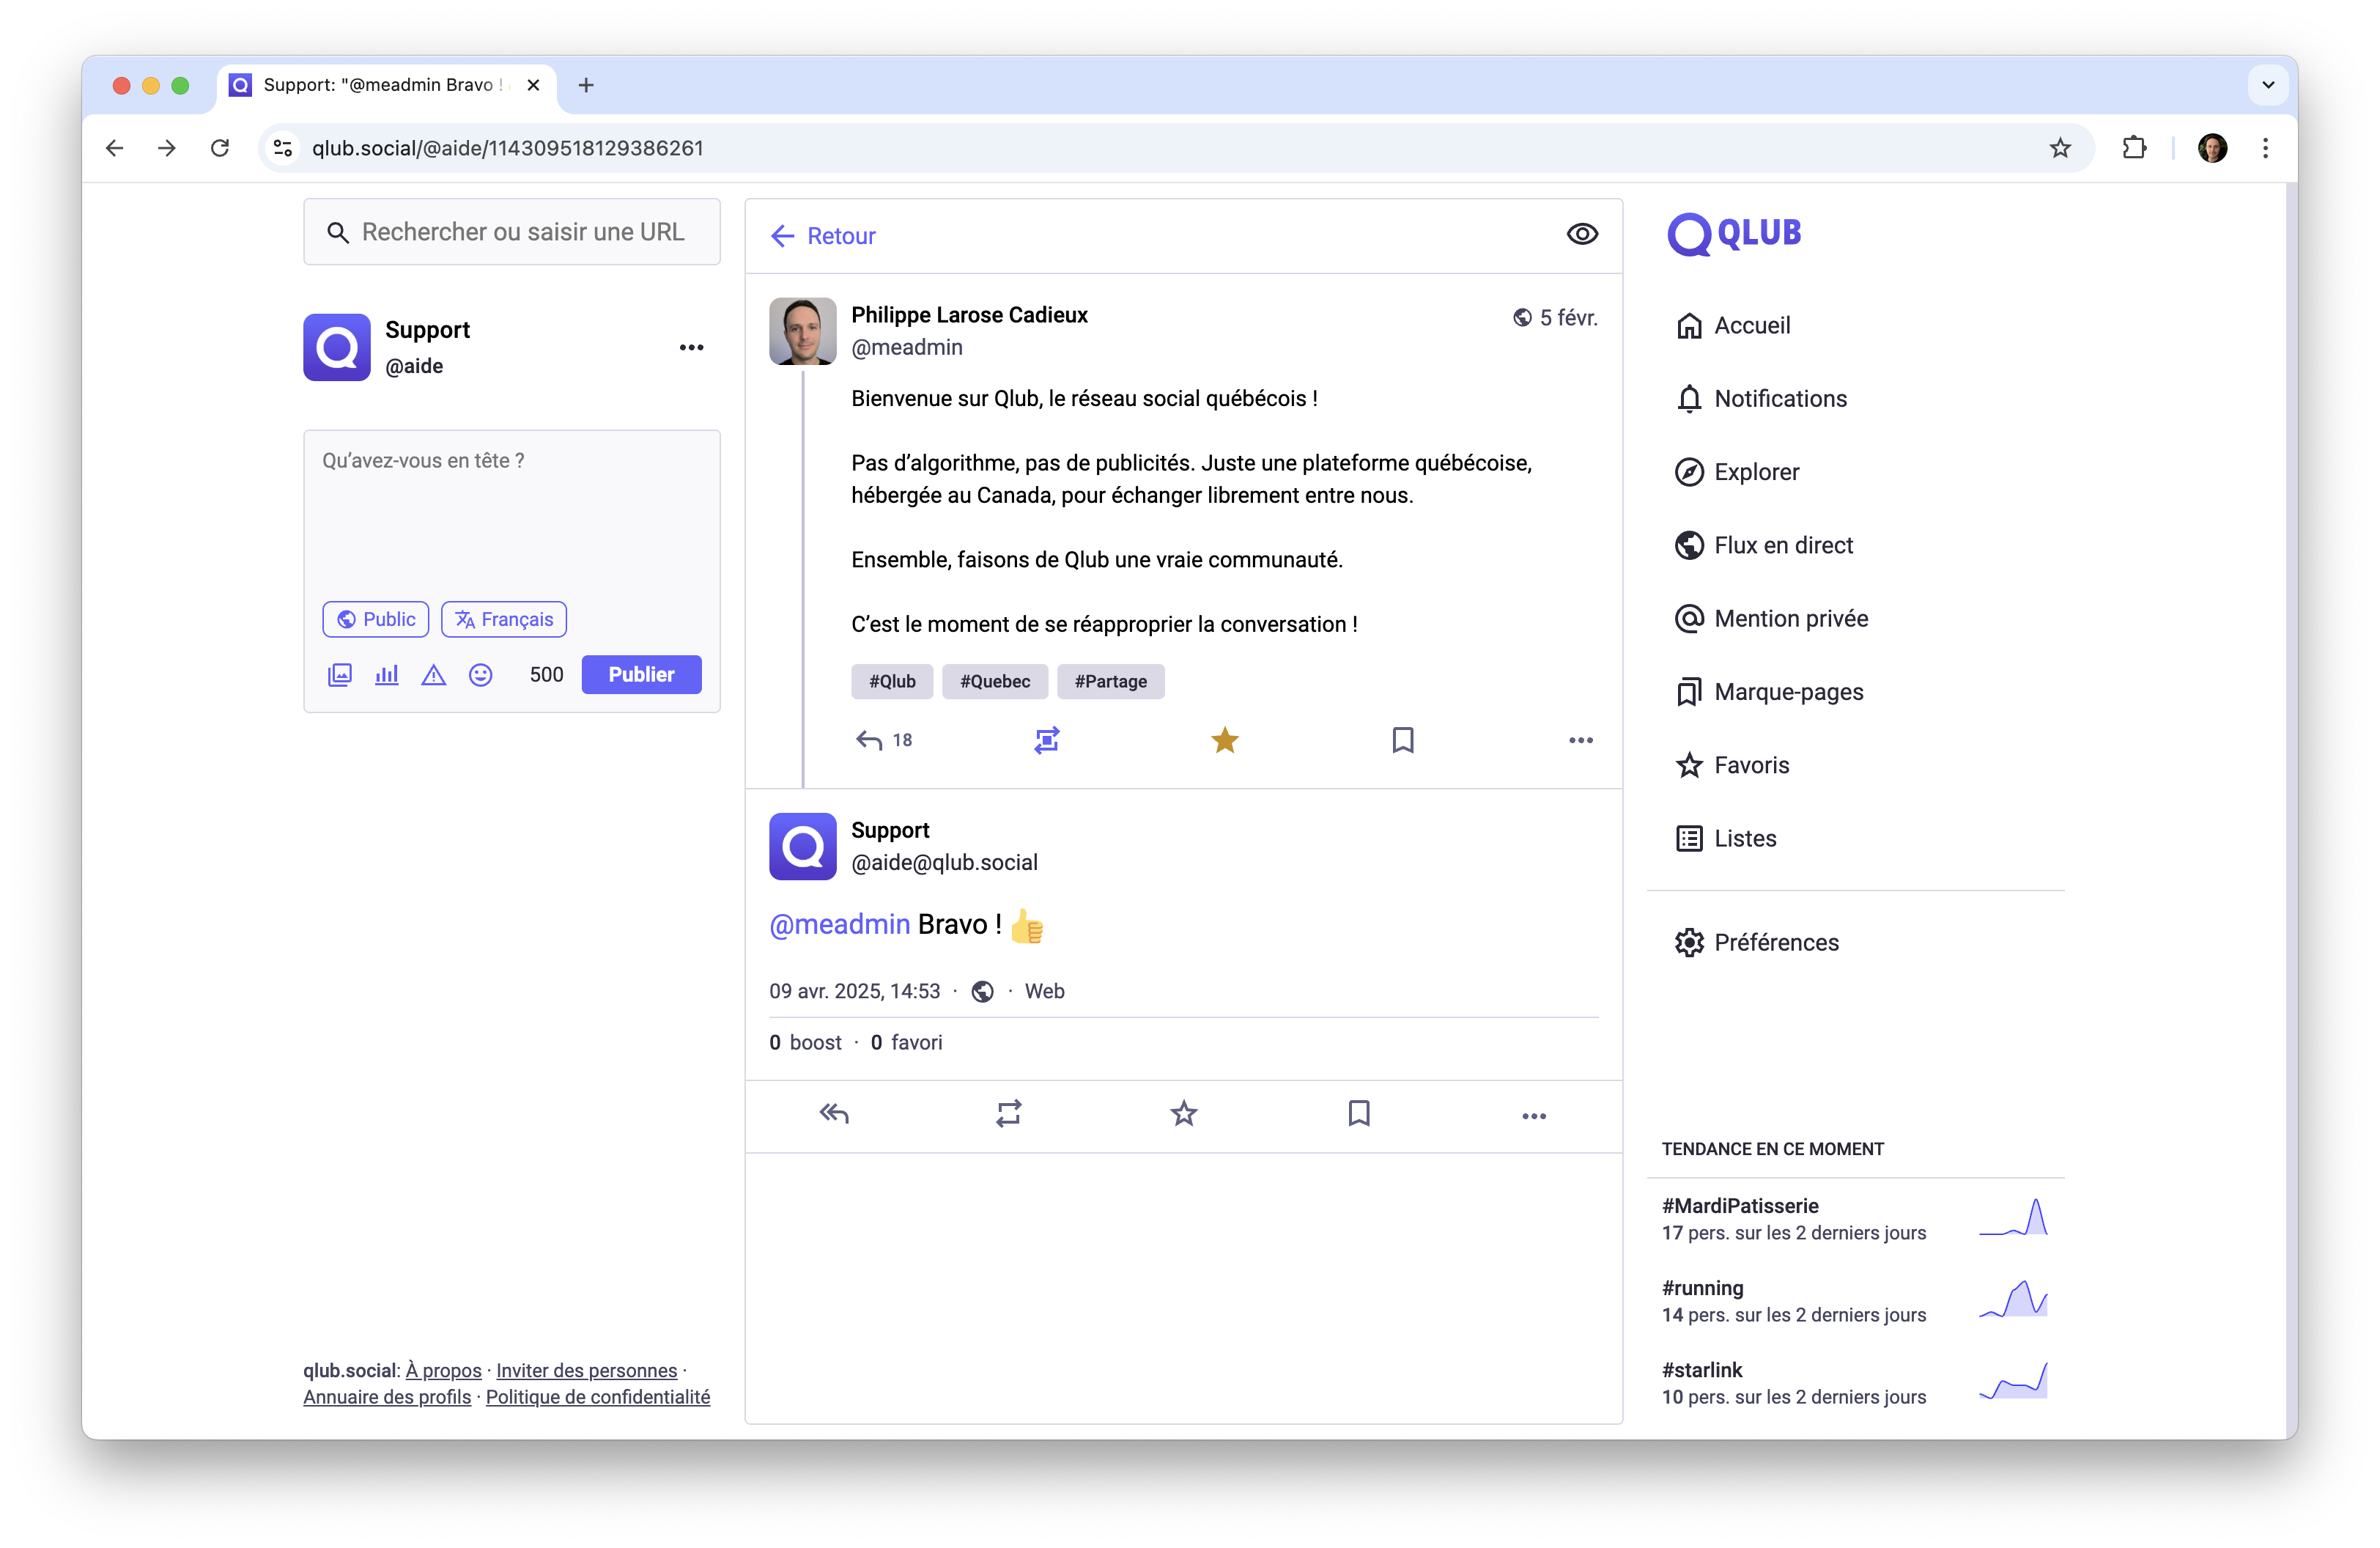 Support: "@meadmin Bravo !
qlub.social/@aide/114309518129386261
Rechercher ou saisir une URL
Support
@aide
Qu’avez-vous en tête ?
Public
Français
500
Publier
qlub.social: À propos · Inviter des personnes ·
Annuaire des profils · Politique de confidentialité
Retour
Philippe Larose Cadieux
5 févr.
@meadmin
Bienvenue sur Qlub, le réseau social québécois !
Pas d’algorithme, pas de publicités. Juste une plateforme québécoise,
hébergée au Canada, pour échanger librement entre nous.
Ensemble, faisons de Qlub une vraie communauté.
C’est le moment de se réapproprier la conversation !
#Qlub
#Quebec
#Partage
18
Support
@aide@qlub.social
@meadmin Bravo ! 👍
09 avr. 2025, 14:53 · · Web
0 boost · 0 favori
QLUB
Accueil
Notifications
Explorer
Flux en direct
Mention privée
Marque-pages
Favoris
Listes
Préférences
TENDANCE EN CE MOMENT
#MardiPatisserie
17 pers. sur les 2 derniers jours
#running
14 pers. sur les 2 derniers jours
#starlink
10 pers. sur les 2 derniers jours